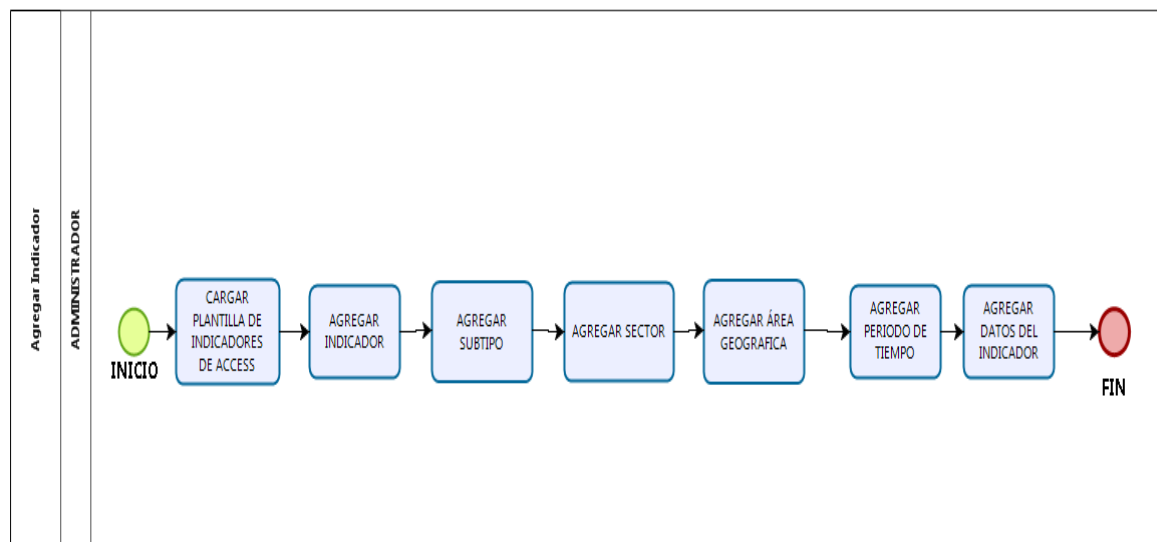 Agregar Indicador
ADMINISTRADOR
INICIO
CARGAR
PLANTILLA DE
INDICADORES
DE ACCESS
AGREGAR
INDICADOR
AGREGAR
SUBTIPO
AGREGAR SECTOR
AGREGAR ÁREA
GEOGRAFICA
AGREGAR
PERIODO DE
TIEMPO
AGREGAR
DATOS DEL
INDICADOR
FIN